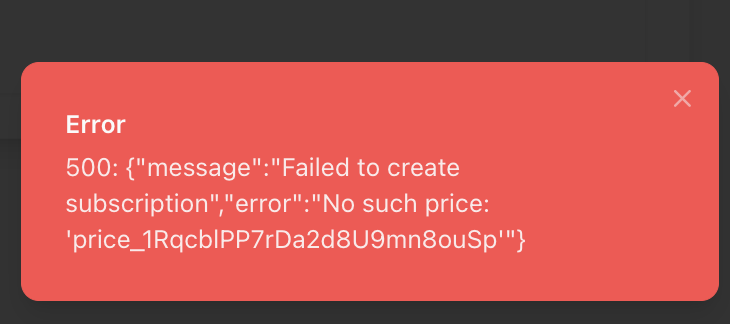 Error
500: {"message":"Failed to create
subscription","error":"No such price:
'price_1RqcblPP7rDa2d8U9mn8ouSp'"}